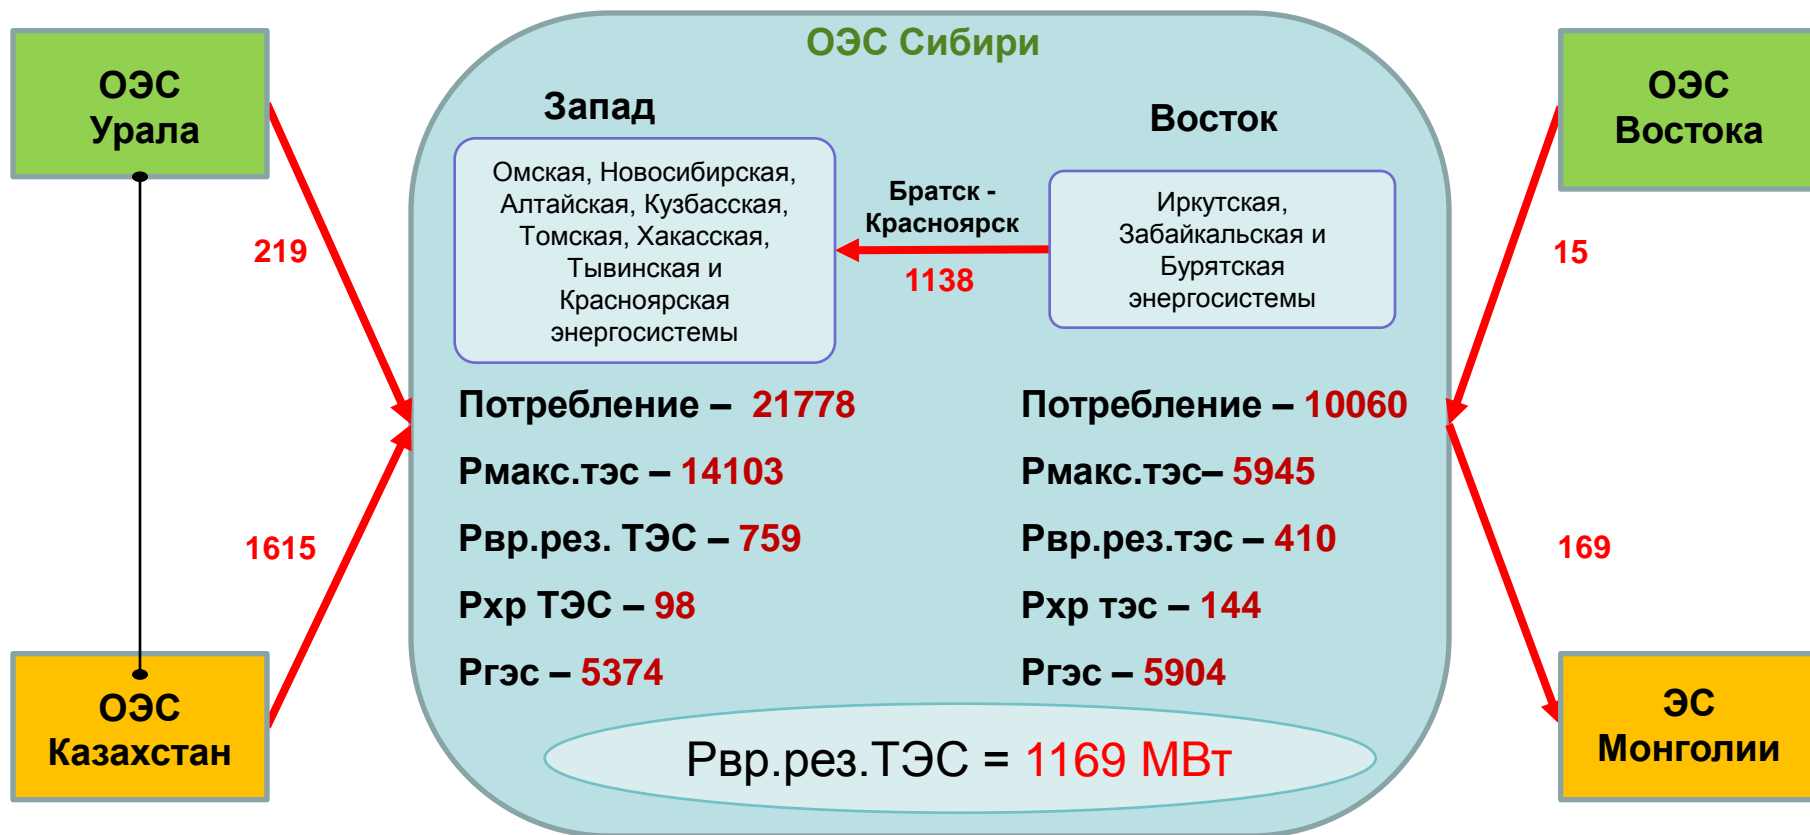 ОЭС Сибири
ОЭС
Урала
219
1615
ОЭС
Казахстан
Запад
Омская, Новосибирская,
Алтайская, Кузбасская,
Томская, Хакасская,
Тывинская и
Красноярская
энергосистемы
Братск -
Красноярск
1138
Восток
Иркутская,
Забайкальская и
Бурятская
энергосистемы
Потребление – 21778
Рмакс.тэс – 14103
Рвр.рез. ТЭС – 759
Рхр ТЭС – 98
Ргэс – 5374
Потребление – 10060
Рмакс.тэс– 5945
Рвр.рез.тэс – 410
Рхр тэс – 144
Ргэс – 5904
Рвр.рез.ТЭС = 1169 МВт
ОЭС
Востока
15
169
ЭС
Монголии